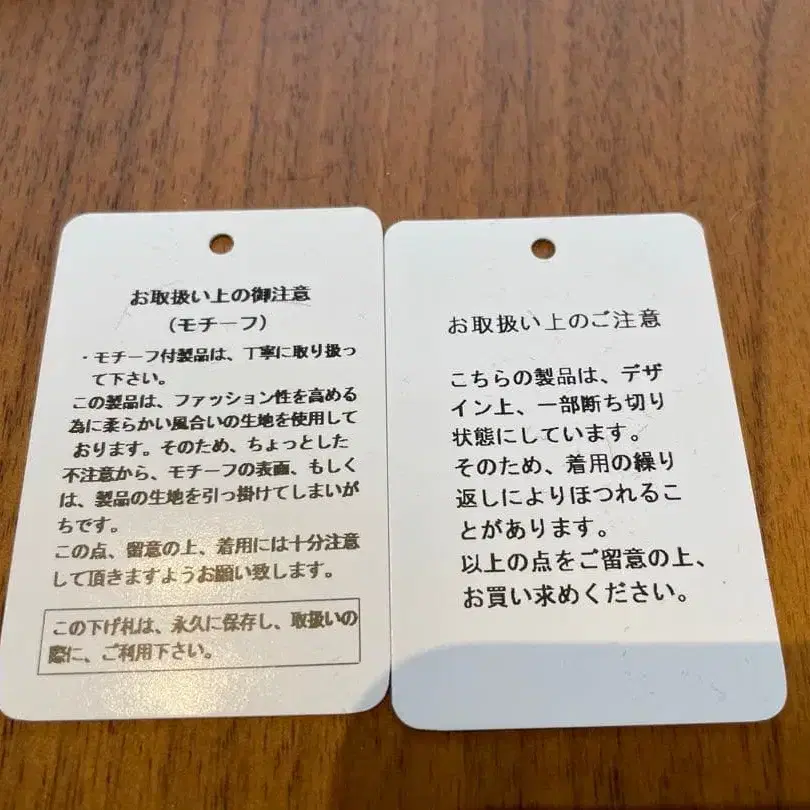 お取扱い上の御注意
(モチーフ)
・モチーフ付製品は、丁寧に取り扱っ
て下さい。
この製品は、ファッション性を高める
為に柔らかい風合いの生地を使用して
おります。そのため、ちょっとした
不注意から、モチーフの表面、もしく
は、製品の生地を引っ掛けてしまいが
ちです。
この点、留意の上、着用には十分注意
して頂きますようお願い致します。
この下げ札は、永久に保存し、取扱いの
際に、ご利用下さい。
お取扱い上のご注意
こちらの製品は、デザ
イン上、一部断ち切り
状態にしています。
そのため、着用の繰り
返しによりほつれるこ
とがあります。
以上の点をご留意の上、
お買い求めください。